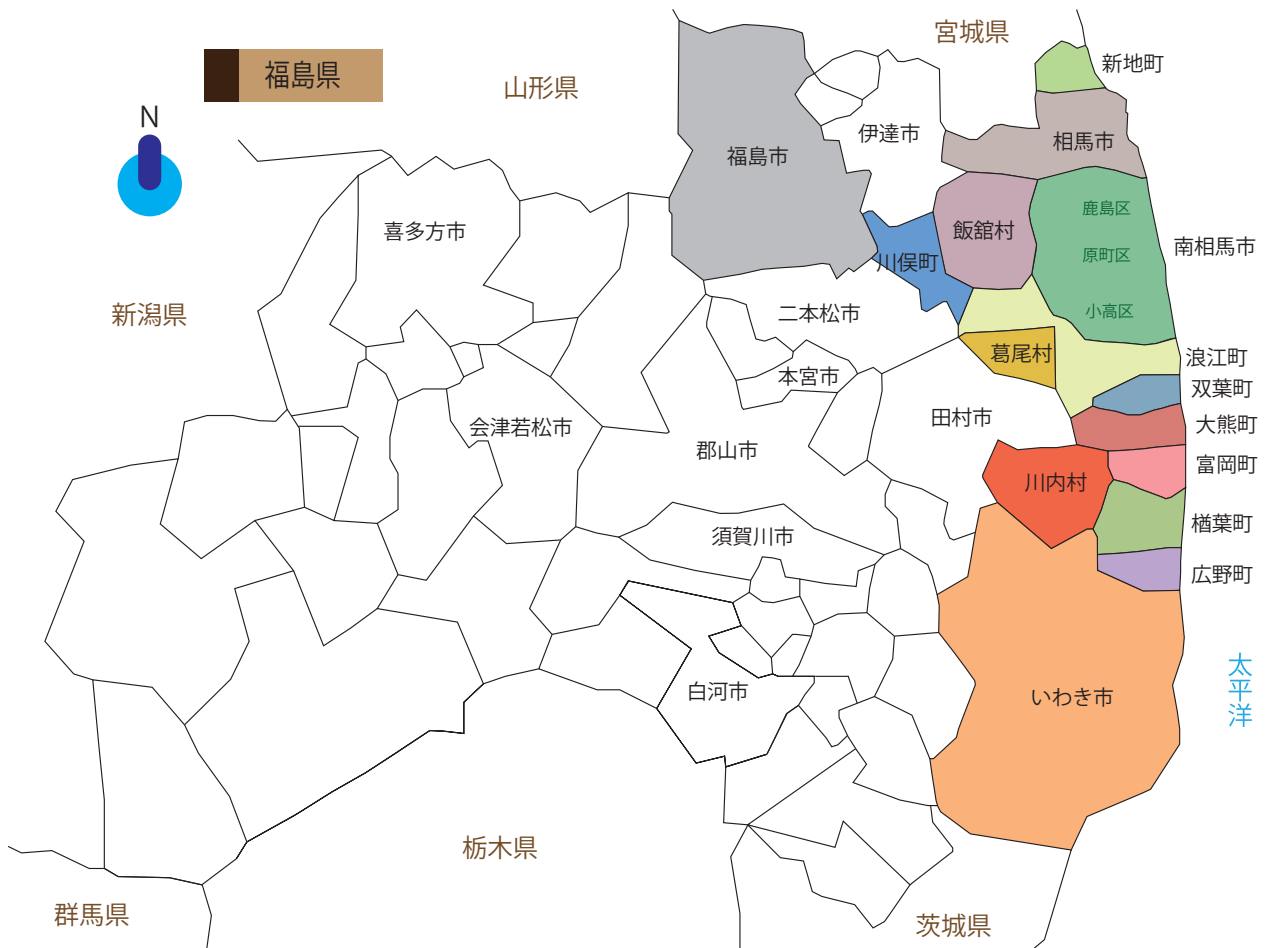 宮城県
福島県
新地町
山形県
N
伊達市
相馬市
福島市
鹿島区
喜多方市
飯舘村
南相馬市
原町区
川俣町
新潟県
二本松市
小高区
葛尾村
浪江町
本宮市
双葉町
田村市
大熊町
会津若松市
郡山市
富岡町
川内村
須賀川市
楢葉町
広野町
太平洋
白河市
いわき市
栃木県
群馬県
茨城県